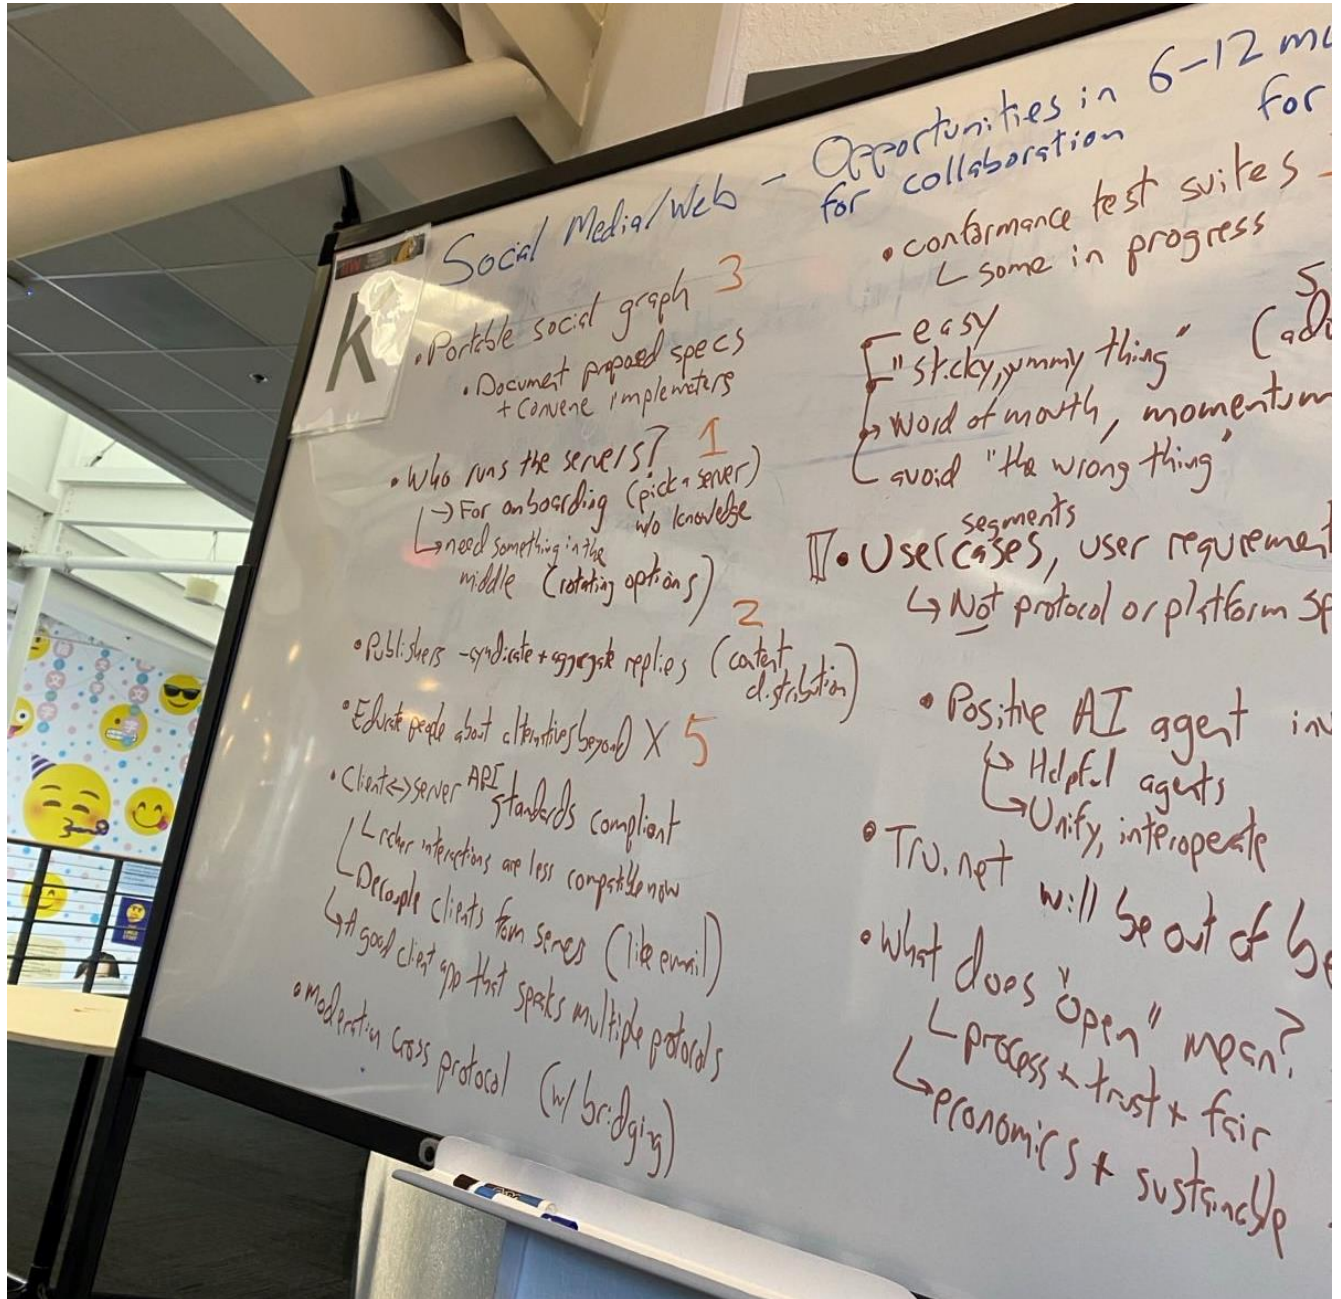 K
Social Media/Web - Opportunities in 6-12 mo
for collaboration
for
• Portable social graph 3
• Document proposed specs
+ Convene implemeters
• Who runs the servers? 1
→ For onboarding (pick a server)
w/o knowledge
→ need something in the
middle (rotating options)
2
• Publishers - syndicate + aggregate replies (content
distribution)
• Educate people about alternatives beyond X 5
• Client <-> server API
standards compliant
richer interactions are less compatible now
Decouple clients from servers (like email)
A good client app that speaks multiple protocols
• moderation cross protocol (w/ bridging)
• conformance test suites -
some in progress
easy
"sticky, yummy thing"
word of mouth, momentum
avoid "the wrong thing"
segments
• User cases, user requrement
↳ Not protocol or platform sp
• Positive AI agent
↳ Helpful agents
↳ Unify, interoperate
• Tru.net will be out of be
• What does "open" mean?
process + trust + fair
economics + sustainable